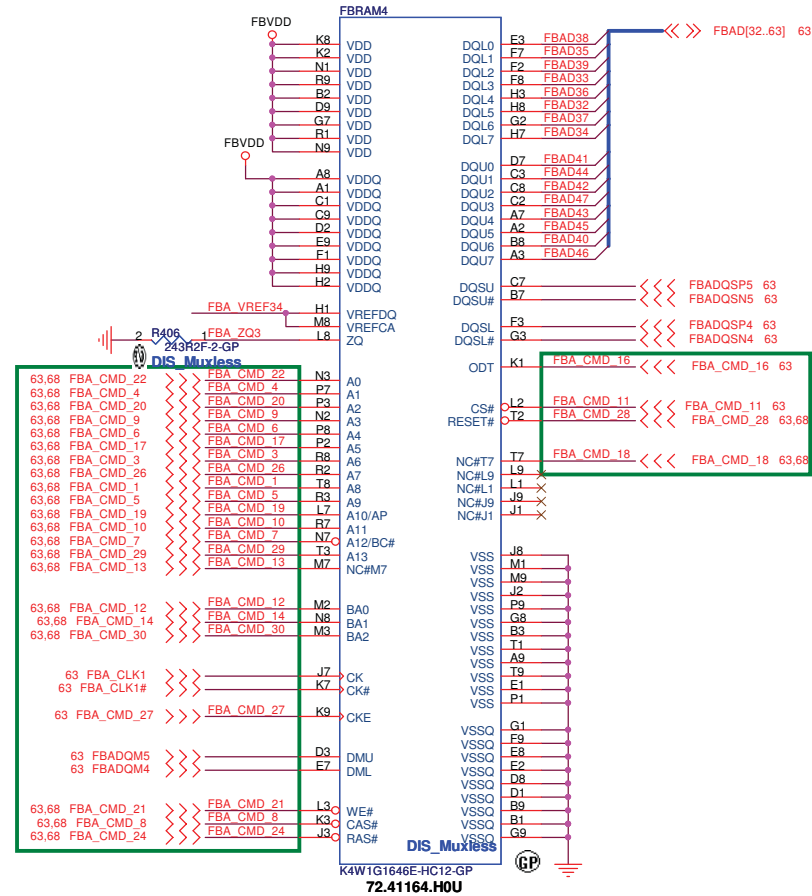 FBRAM4
FBVDD
K8 VDD
K2 VDD
N1 VDD
R9 VDD
B2 VDD
D9 VDD
G7 VDD
R1 VDD
N9 VDD
FBVDD
A8 VDDQ
A1 VDDQ
C1 VDDQ
C9 VDDQ
D2 VDDQ
E9 VDDQ
F1 VDDQ
H9 VDDQ
H2 VDDQ
FBA_VREF34 H1 VREFDQ
M8 VREFCA
2 R406 1 FBA_ZQ3 L8 ZQ
243R2F-2-GP
DIS_Muxless
63,68 FBA_CMD_22 FBA_CMD_22 N3 A0
63,68 FBA_CMD_4 FBA_CMD_4 P7 A1
63,68 FBA_CMD_20 FBA_CMD_20 P3 A2
63,68 FBA_CMD_9 FBA_CMD_9 N2 A3
63,68 FBA_CMD_6 FBA_CMD_6 P8 A4
63,68 FBA_CMD_17 FBA_CMD_17 P2 A5
63,68 FBA_CMD_3 FBA_CMD_3 R8 A6
63,68 FBA_CMD_26 FBA_CMD_26 R2 A7
63,68 FBA_CMD_1 FBA_CMD_1 T8 A8
63,68 FBA_CMD_5 FBA_CMD_5 R3 A9
63,68 FBA_CMD_19 FBA_CMD_19 L7 A10/AP
63,68 FBA_CMD_10 FBA_CMD_10 R7 A11
63,68 FBA_CMD_7 FBA_CMD_7 N7 A12/BC#
63,68 FBA_CMD_29 FBA_CMD_29 T3 A13
63,68 FBA_CMD_13 FBA_CMD_13 M7 NC#M7
63,68 FBA_CMD_12 FBA_CMD_12 M2 BA0
63,68 FBA_CMD_14 FBA_CMD_14 N8 BA1
63,68 FBA_CMD_30 FBA_CMD_30 M3 BA2
63 FBA_CLK1 J7 CK
63 FBA_CLK1# K7 CK#
63 FBA_CMD_27 FBA_CMD_27 K9 CKE
63 FBADQM5 D3 DMU
63 FBADQM4 E7 DML
63,68 FBA_CMD_21 FBA_CMD_21 L3 WE#
63,68 FBA_CMD_8 FBA_CMD_8 K3 CAS#
63,68 FBA_CMD_24 FBA_CMD_24 J3 RAS#
DQL0 E3 FBAD38
DQL1 F7 FBAD35
DQL2 F2 FBAD39
DQL3 F8 FBAD33
DQL4 H3 FBAD36
DQL5 H8 FBAD32
DQL6 G2 FBAD37
DQL7 H7 FBAD34
FBAD[32..63] 63
DQU0 D7 FBAD41
DQU1 C3 FBAD44
DQU2 C8 FBAD42
DQU3 C2 FBAD47
DQU4 A7 FBAD43
DQU5 A2 FBAD45
DQU6 B8 FBAD40
DQU7 A3 FBAD46
DQSU C7 FBADQSP5 63
DQSU# B7 FBADQSN5 63
DQSL F3 FBADQSP4 63
DQSL# G3 FBADQSN4 63
ODT K1 FBA_CMD_16 FBA_CMD_16 63
CS# L2 FBA_CMD_11 FBA_CMD_11 63
RESET# T2 FBA_CMD_28 FBA_CMD_28 63,68
NC#T7 T7 FBA_CMD_18 FBA_CMD_18 63,68
NC#L9 L9
NC#L1 L1
NC#J9 J9
NC#J1 J1
VSS J8
VSS M1
VSS M9
VSS J2
VSS P9
VSS G8
VSS B3
VSS T1
VSS A9
VSS T9
VSS E1
VSS P1
VSSQ G1
VSSQ F9
VSSQ E8
VSSQ E2
VSSQ D8
VSSQ D1
VSSQ B9
VSSQ B1
VSSQ G9
DIS_Muxless
GP
K4W1G1646E-HC12-GP
72.41164.H0U